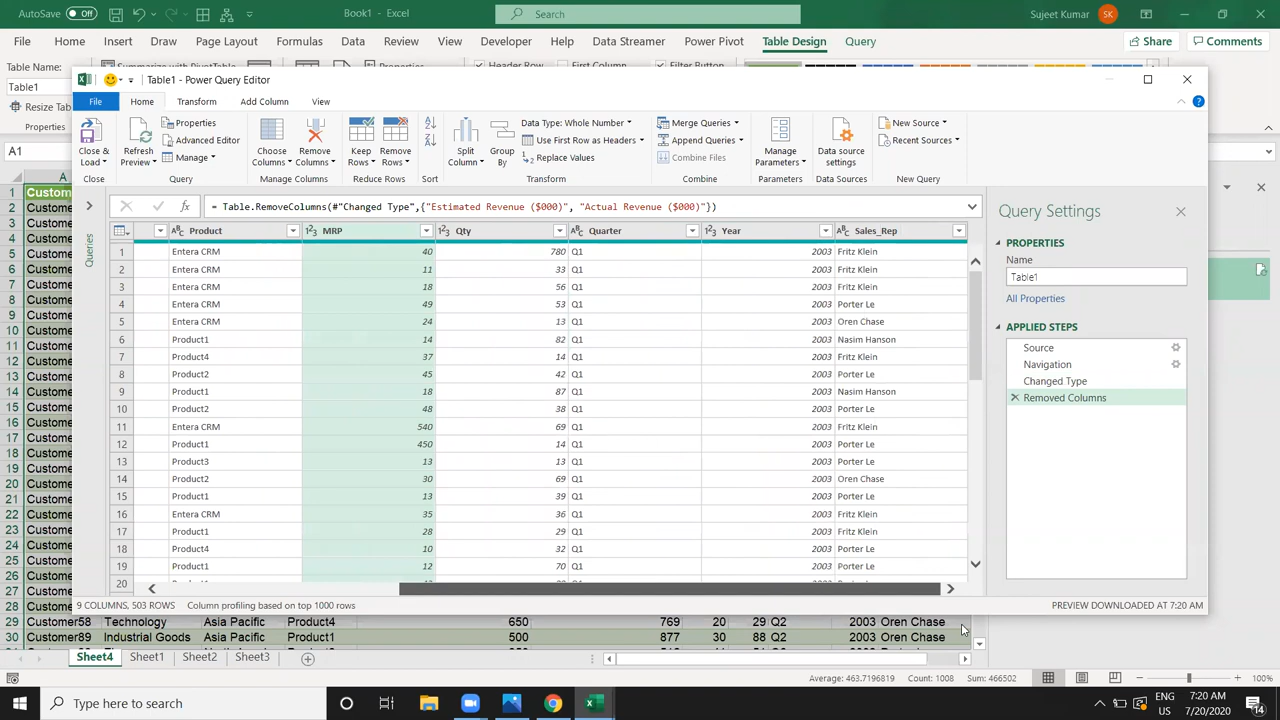 AutoSave Off Book1 - Excel Search Sujeet Kumar SK
File Home Insert Draw Page Layout Formulas Data Review View Developer Help Data Streamer Power Pivot Table Design Query Share Comments
Table Name:
Table1 - Power Query Editor
Table1
File Home Transform Add Column View
Resize Tab
Properties
Close & Load
Refresh Preview
Properties
Advanced Editor
Manage
Choose Columns
Remove Columns
Keep Rows
Remove Rows
Split Column
Group By
Data Type: Whole Number
Use First Row as Headers
Replace Values
Merge Queries
Append Queries
Combine Files
Manage Parameters
Data source settings
New Source
Recent Sources
Close Query Manage Columns Reduce Rows Sort Transform Combine Parameters Data Sources New Query
A1
= Table.RemoveColumns(#"Changed Type",{"Estimated Revenue ($000)", "Actual Revenue ($000)"})
Queries
Product MRP Qty Quarter Year Sales_Rep
Entera CRM 40 780 Q1 2003 Fritz Klein
2 Entera CRM 11 33 Q1 2003 Fritz Klein
3 Entera CRM 18 56 Q1 2003 Fritz Klein
4 Entera CRM 49 53 Q1 2003 Porter Le
5 Entera CRM 24 13 Q1 2003 Oren Chase
6 Product1 14 82 Q1 2003 Nasim Hanson
7 Product4 37 14 Q1 2003 Fritz Klein
8 Product2 45 42 Q1 2003 Porter Le
9 Product1 18 87 Q1 2003 Nasim Hanson
10 Product2 48 38 Q1 2003 Porter Le
11 Entera CRM 540 69 Q1 2003 Fritz Klein
12 Product1 450 14 Q1 2003 Porter Le
13 Product3 13 13 Q1 2003 Porter Le
14 Product2 30 69 Q1 2003 Oren Chase
15 Product1 13 39 Q1 2003 Porter Le
16 Entera CRM 35 36 Q1 2003 Fritz Klein
17 Product1 28 29 Q1 2003 Fritz Klein
18 Product4 10 32 Q1 2003 Porter Le
19 Product1 12 70 Q1 2003 Porter Le
20
9 COLUMNS, 503 ROWS Column profiling based on top 1000 rows PREVIEW DOWNLOADED AT 7:20 AM
Query Settings
PROPERTIES
Name
Table1
All Properties
APPLIED STEPS
Source
Navigation
Changed Type
Removed Columns
29 Customer58 Technology Asia Pacific Product4 650 769 20 29 Q2 2003 Oren Chase
30 Customer89 Industrial Goods Asia Pacific Product1 500 877 30 88 Q2 2003 Oren Chase
Sheet4 Sheet1 Sheet2 Sheet3
Average: 463.7196819 Count: 1008 Sum: 466502 100%
Type here to search
ENG US
7:20 AM 7/20/2020
4